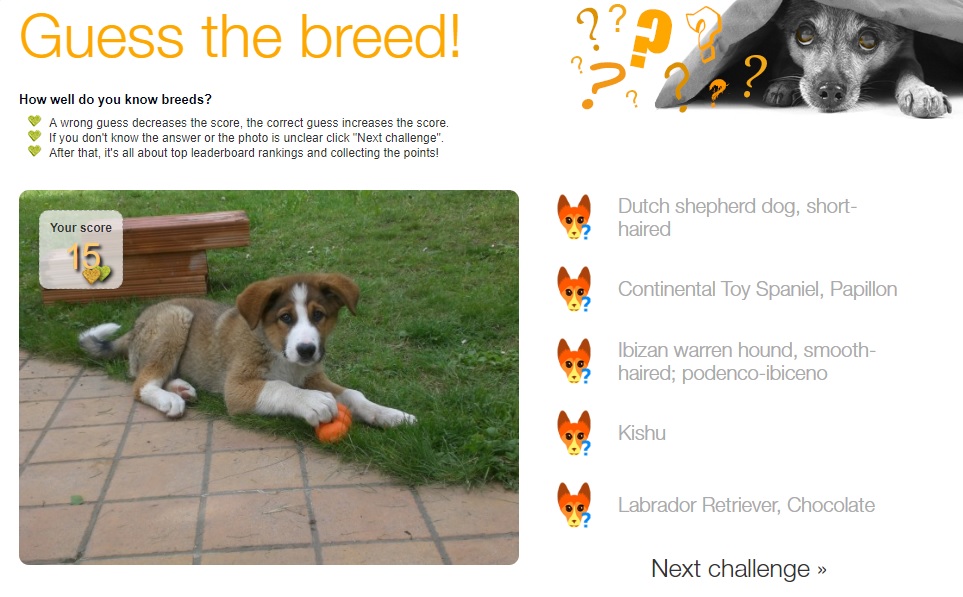 Guess the breed!
How well do you know breeds?
A wrong guess decreases the score, the correct guess increases the score.
If you don't know the answer or the photo is unclear click "Next challenge".
After that, it's all about top leaderboard rankings and collecting the points!
Your score
15
Dutch shepherd dog, short-
haired
Continental Toy Spaniel, Papillon
Ibizan warren hound, smooth-
haired; podenco-ibiceno
Kishu
Labrador Retriever, Chocolate
Next challenge »